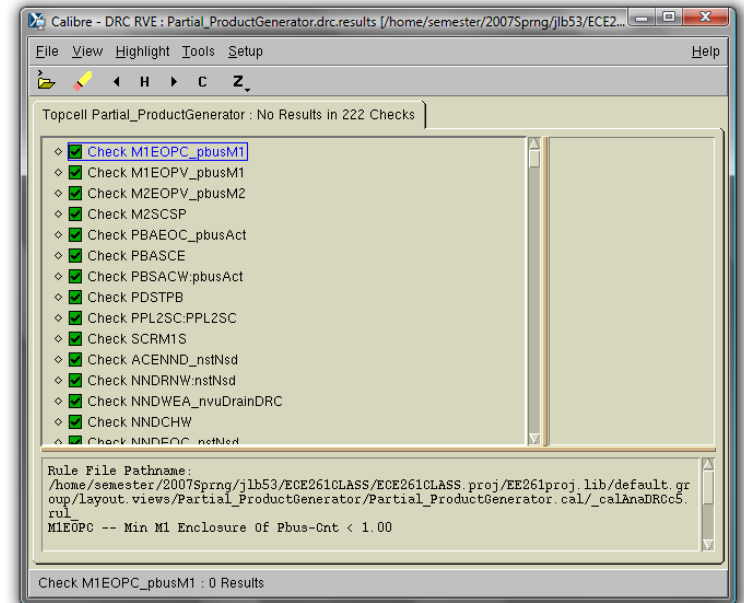 Calibre - DRC RVE : Partial_ProductGenerator.drc.results [/home/semester/2007Sprng/jlb53/ECE2...
File View Highlight Tools Setup Help
H C Z
Topcell Partial_ProductGenerator : No Results in 222 Checks
Check M1EOPC_pbusM1
Check M1EOPV_pbusM1
Check M2EOPV_pbusM2
Check M2SCSP
Check PBAEOC_pbusAct
Check PBASCE
Check PBSACW:pbusAct
Check PDSTPB
Check PPL2SC:PPL2SC
Check SCRM1S
Check ACENND_nstNsd
Check NNDRNW:nstNsd
Check NNDWEA_nvuDrainDRC
Check NNDCHW
Check NNDEOC_nstNsd
Rule File Pathname:
/home/semester/2007Sprng/jlb53/ECE261CLASS/ECE261CLASS.proj/EE261proj.lib/default.gr
oup/layout.views/Partial_ProductGenerator/Partial_ProductGenerator.cal/_calAnaDRCc5.
rul_
M1EOPC -- Min M1 Enclosure Of Pbus-Cnt < 1.00
Check M1EOPC_pbusM1 : 0 Results